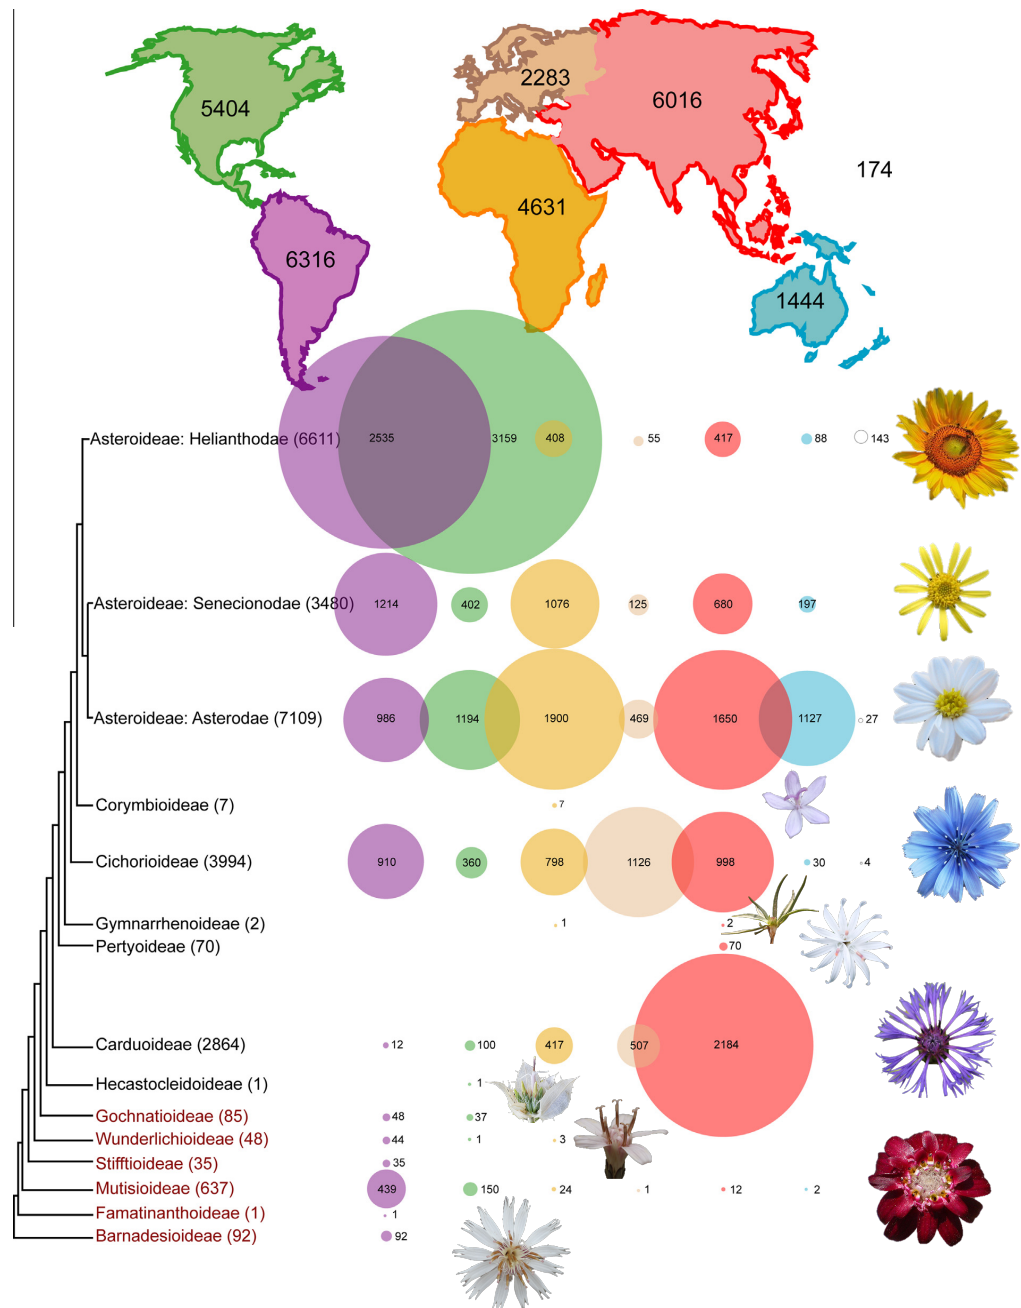 5404
2283
6016
174
4631
6316
1444
Asteroideae: Helianthodae (6611) 2535 3159 408 55 417 88 143
Asteroideae: Senecionodae (3480) 1214 402 1076 125 680 197
Asteroideae: Asterodae (7109) 986 1194 1900 469 1650 1127 27
Corymbioideae (7) 7
Cichorioideae (3994) 910 360 798 1126 998 30 4
Gymnarrhenoideae (2) 1 2
Pertyoideae (70) 70
Carduoideae (2864) 12 100 417 507 2184
Hecastocleidoideae (1) 1
Gochnatioideae (85) 48 37
Wunderlichioideae (48) 44 1 3
Stifftioideae (35) 35
Mutisioideae (637) 439 150 24 1 12 2
Famatinanthoideae (1) 1
Barnadesioideae (92) 92